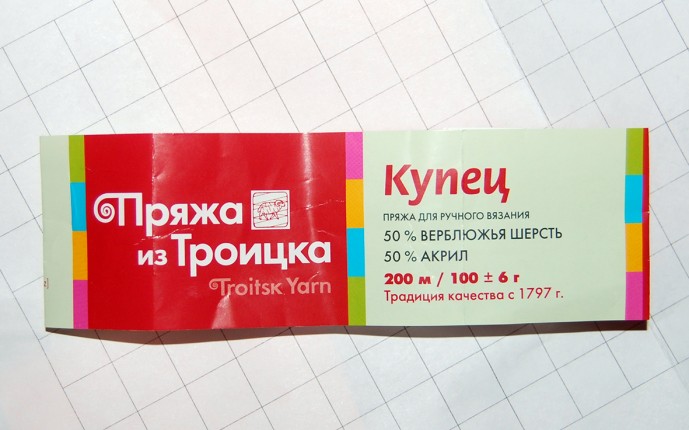 Пряжа
из Троицка
Troitsk Yarn
Купец
ПРЯЖА ДЛЯ РУЧНОГО ВЯЗАНИЯ
50 % ВЕРБЛЮЖЬЯ ШЕРСТЬ
50 % АКРИЛ
200 м / 100 ± 6 г
Традиция качества с 1797 г.